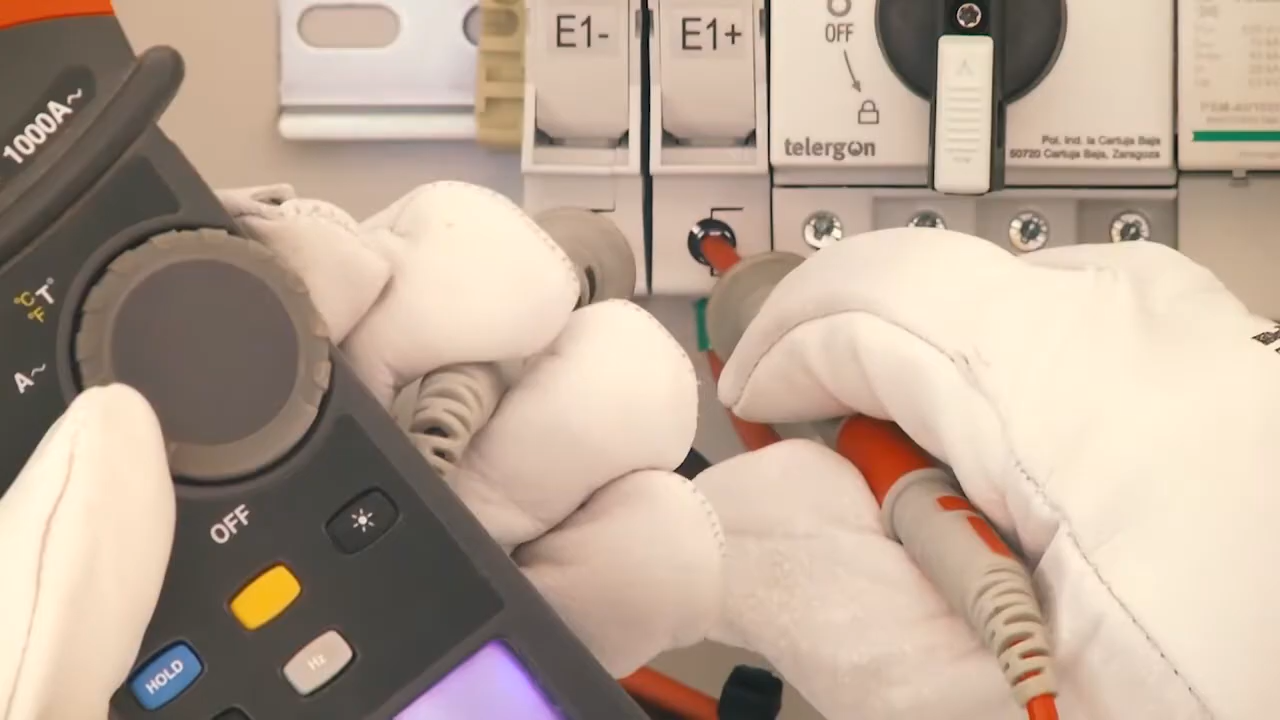 1000A~
°C
°F
T°
A~
OFF
HOLD
Hz
E1-
E1+
OFF
telergon
Pol. Ind. la Cartuja Baja
50720 Cartuja Baja, Zaragoza